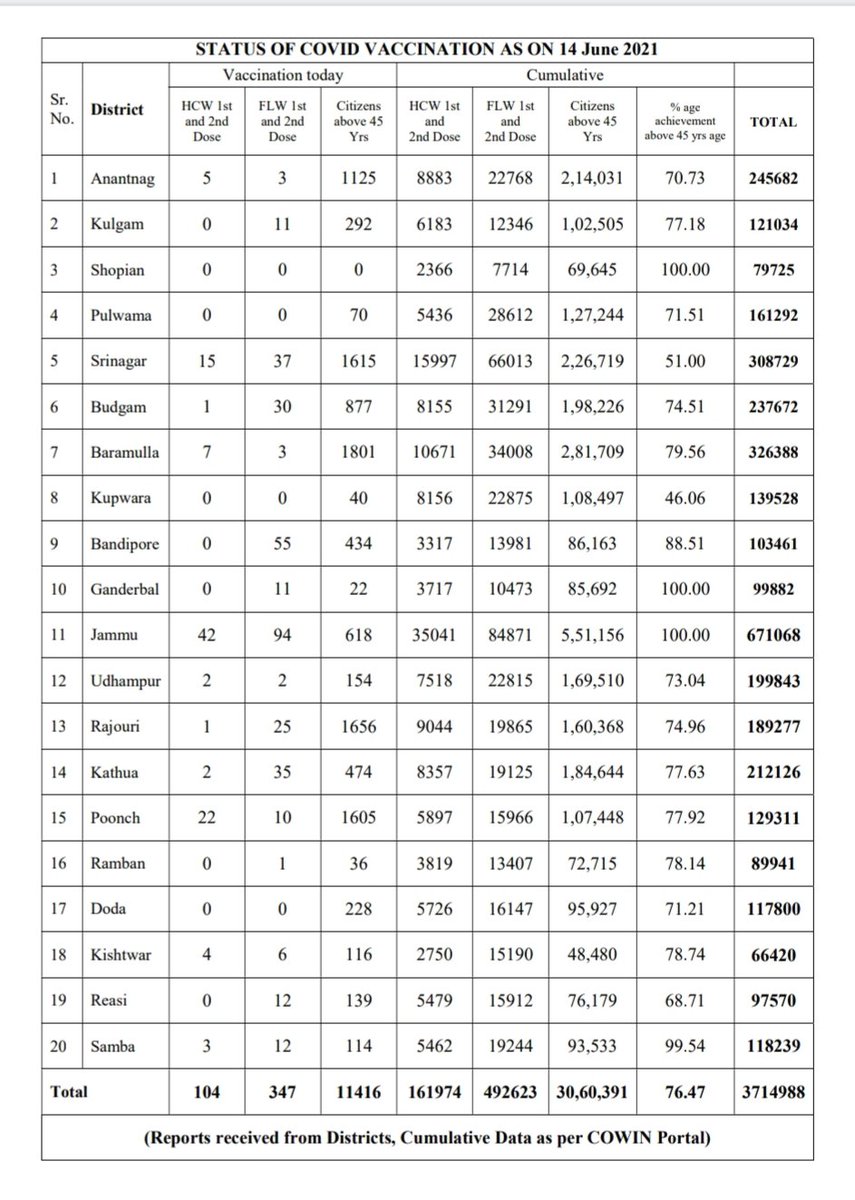 STATUS OF COVID VACCINATION AS ON 14 June 2021
Sr. No. District Vaccination today Cumulative
HCW 1st and 2nd Dose FLW 1st and 2nd Dose Citizens above 45 Yrs HCW 1st and 2nd Dose FLW 1st and 2nd Dose Citizens above 45 Yrs % age achievement above 45 yrs age TOTAL
1 Anantnag 5 3 1125 8883 22768 2,14,031 70.73 245682
2 Kulgam 0 11 292 6183 12346 1,02,505 77.18 121034
3 Shopian 0 0 0 2366 7714 69,645 100.00 79725
4 Pulwama 0 0 70 5436 28612 1,27,244 71.51 161292
5 Srinagar 15 37 1615 15997 66013 2,26,719 51.00 308729
6 Budgam 1 30 877 8155 31291 1,98,226 74.51 237672
7 Baramulla 7 3 1801 10671 34008 2,81,709 79.56 326388
8 Kupwara 0 0 40 8156 22875 1,08,497 46.06 139528
9 Bandipore 0 55 434 3317 13981 86,163 88.51 103461
10 Ganderbal 0 11 22 3717 10473 85,692 100.00 99882
11 Jammu 42 94 618 35041 84871 5,51,156 100.00 671068
12 Udhampur 2 2 154 7518 22815 1,69,510 73.04 199843
13 Rajouri 1 25 1656 9044 19865 1,60,368 74.96 189277
14 Kathua 2 35 474 8357 19125 1,84,644 77.63 212126
15 Poonch 22 10 1605 5897 15966 1,07,448 77.92 129311
16 Ramban 0 1 36 3819 13407 72,715 78.14 89941
17 Doda 0 0 228 5726 16147 95,927 71.21 117800
18 Kishtwar 4 6 116 2750 15190 48,480 78.74 66420
19 Reasi 0 12 139 5479 15912 76,179 68.71 97570
20 Samba 3 12 114 5462 19244 93,533 99.54 118239
Total 104 347 11416 161974 492623 30,60,391 76.47 3714988
(Reports received from Districts, Cumulative Data as per COWIN Portal)